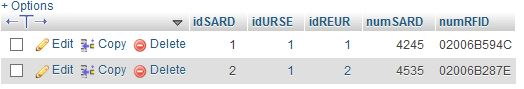 + Options
idSARD idURSE idREUR numSARD numRFID
Edit Copy Delete 1 1 1 4245 02006B594C
Edit Copy Delete 2 1 2 4535 02006B287E